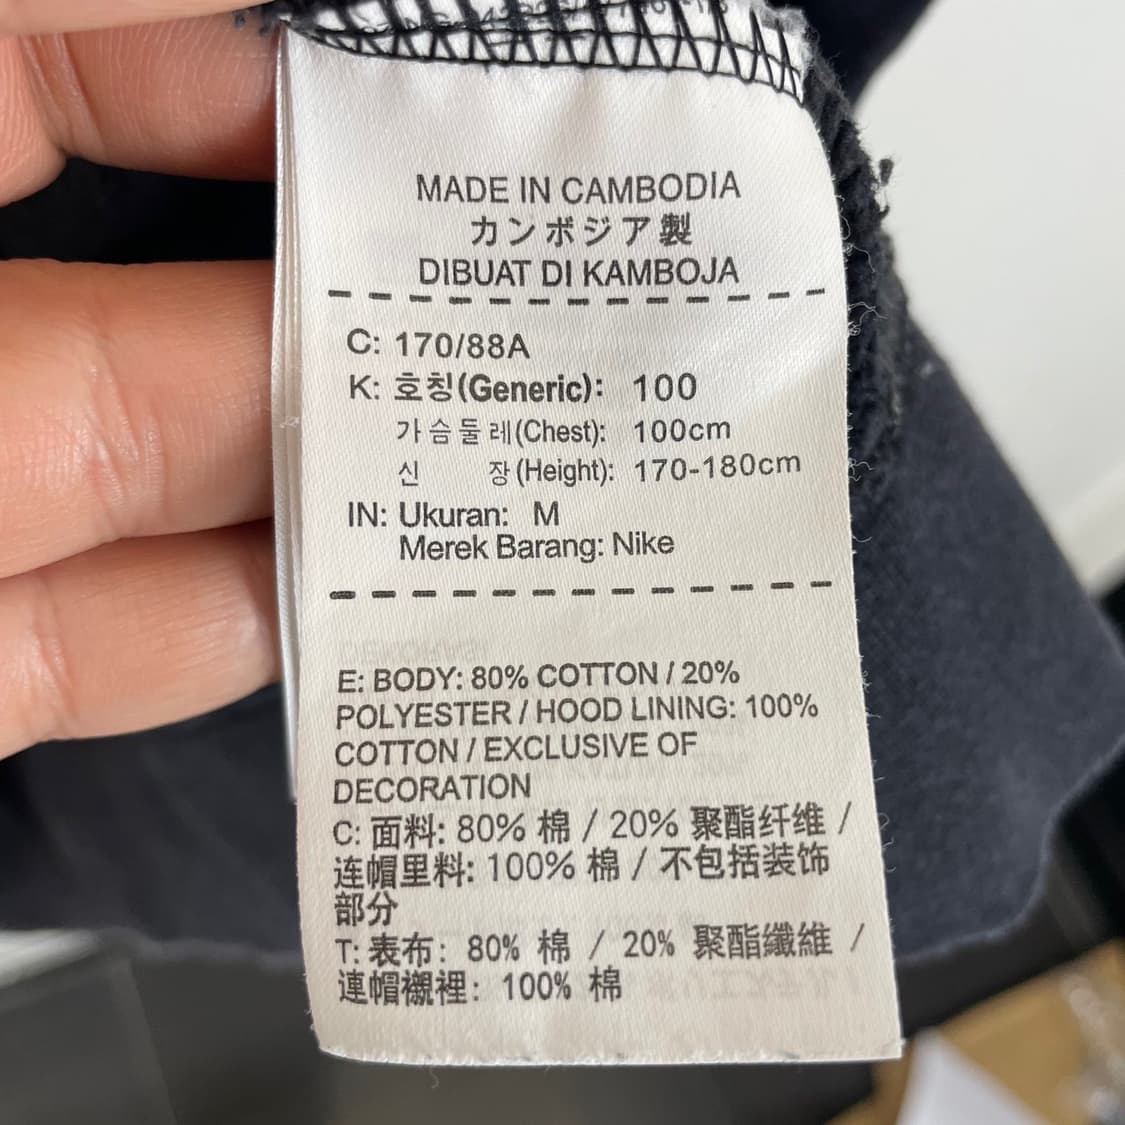 MADE IN CAMBODIA
カンボジア製
DIBUAT DI KAMBOJA
C: 170/88A
K: 호칭(Generic): 100
가슴둘레(Chest): 100cm
신 장(Height): 170-180cm
IN: Ukuran: M
Merek Barang: Nike
E: BODY: 80% COTTON / 20%
POLYESTER / HOOD LINING: 100%
COTTON / EXCLUSIVE OF
DECORATION
C: 面料: 80% 棉 / 20% 聚酯纤维 /
连帽里料: 100% 棉 / 不包括装饰
部分
T: 表布: 80% 棉 / 20% 聚酯纖維 /
連帽襯裡: 100% 棉